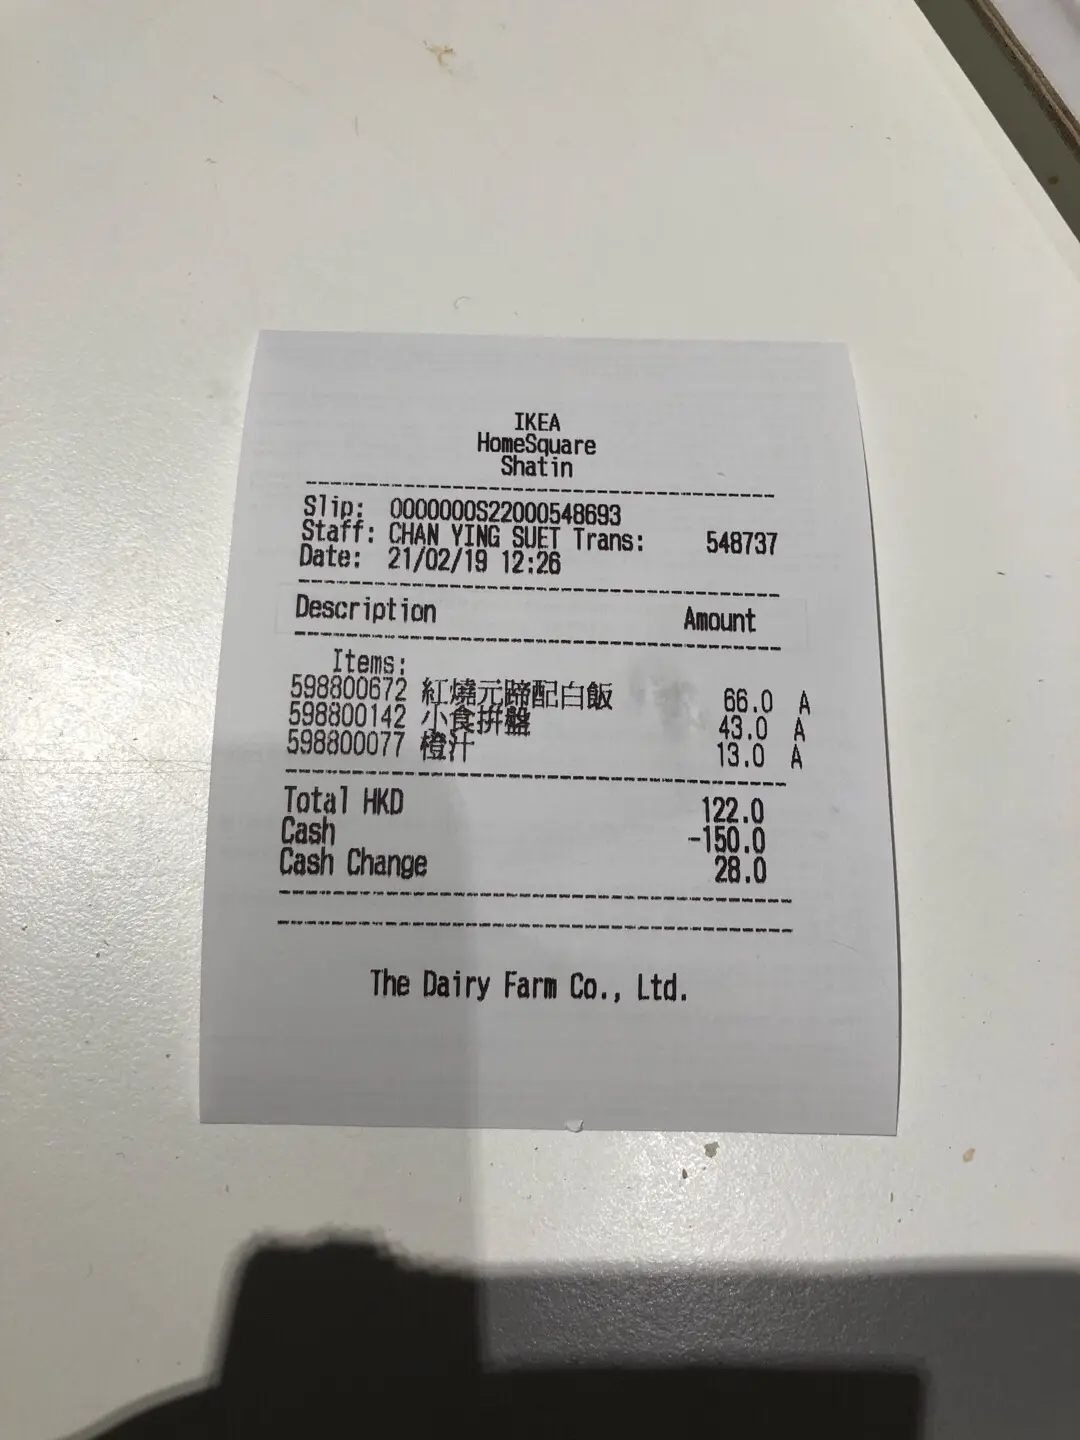 IKEA
HomeSquare
Shatin
Slip: 0000000S22000548693
Staff: CHAN YING SUET Trans: 548737
Date: 21/02/19 12:26
Description Amount
Items:
598800672 紅燒元蹄配白飯 66.0 A
598800142 小食拼盤 43.0 A
598800077 橙汁 13.0 A
Total HKD 122.0
Cash -150.0
Cash Change 28.0
The Dairy Farm Co., Ltd.